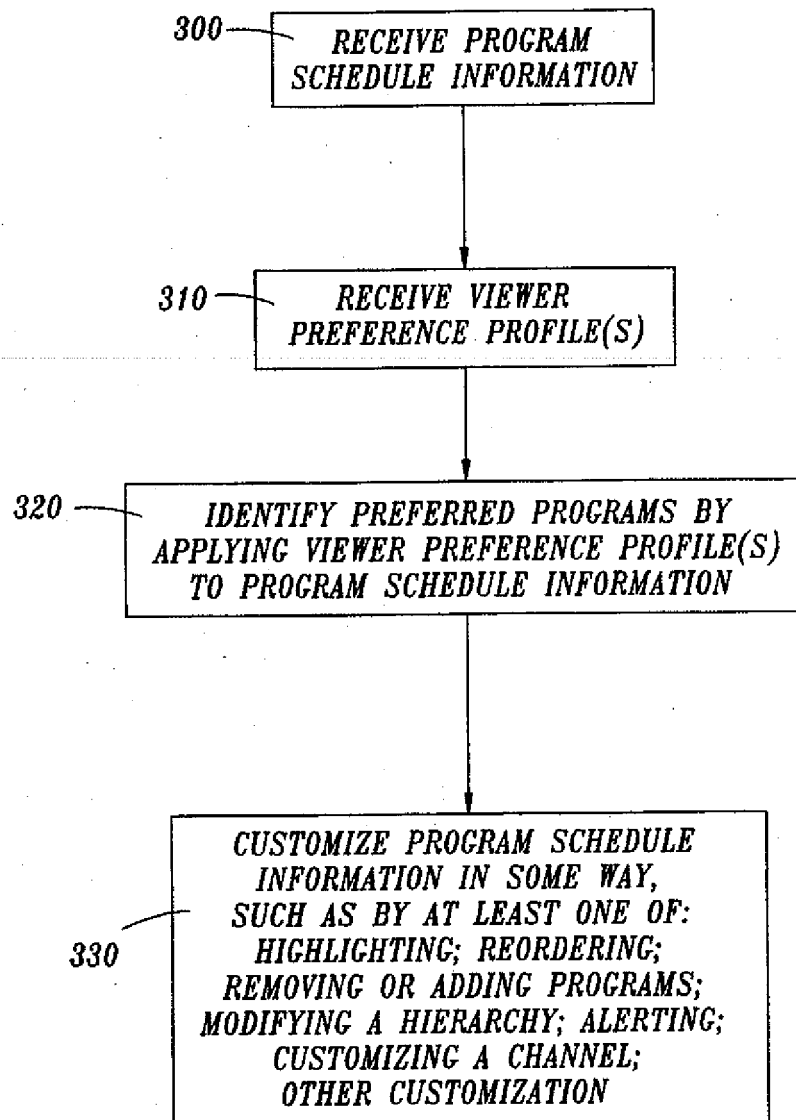 300
RECEIVE PROGRAM
SCHEDULE INFORMATION
310
RECEIVE VIEWER
PREFERENCE PROFILE(S)
320
IDENTIFY PREFERRED PROGRAMS BY
APPLYING VIEWER PREFERENCE PROFILE(S)
TO PROGRAM SCHEDULE INFORMATION
330
CUSTOMIZE PROGRAM SCHEDULE
INFORMATION IN SOME WAY,
SUCH AS BY AT LEAST ONE OF:
HIGHLIGHTING; REORDERING;
REMOVING OR ADDING PROGRAMS;
MODIFYING A HIERARCHY; ALERTING;
CUSTOMIZING A CHANNEL;
OTHER CUSTOMIZATION